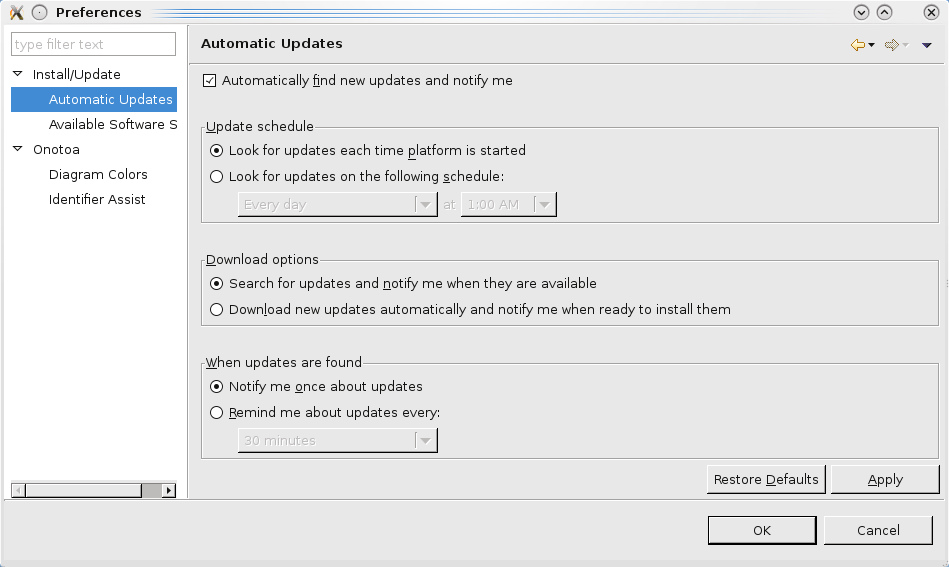 Preferences
type filter text
Install/Update
Automatic Updates
Available Software S
Onotoa
Diagram Colors
Identifier Assist
Automatic Updates
Automatically find new updates and notify me
Update schedule
Look for updates each time platform is started
Look for updates on the following schedule:
Every day at 1:00 AM
Download options
Search for updates and notify me when they are available
Download new updates automatically and notify me when ready to install them
When updates are found
Notify me once about updates
Remind me about updates every:
30 minutes
Restore Defaults Apply
OK Cancel